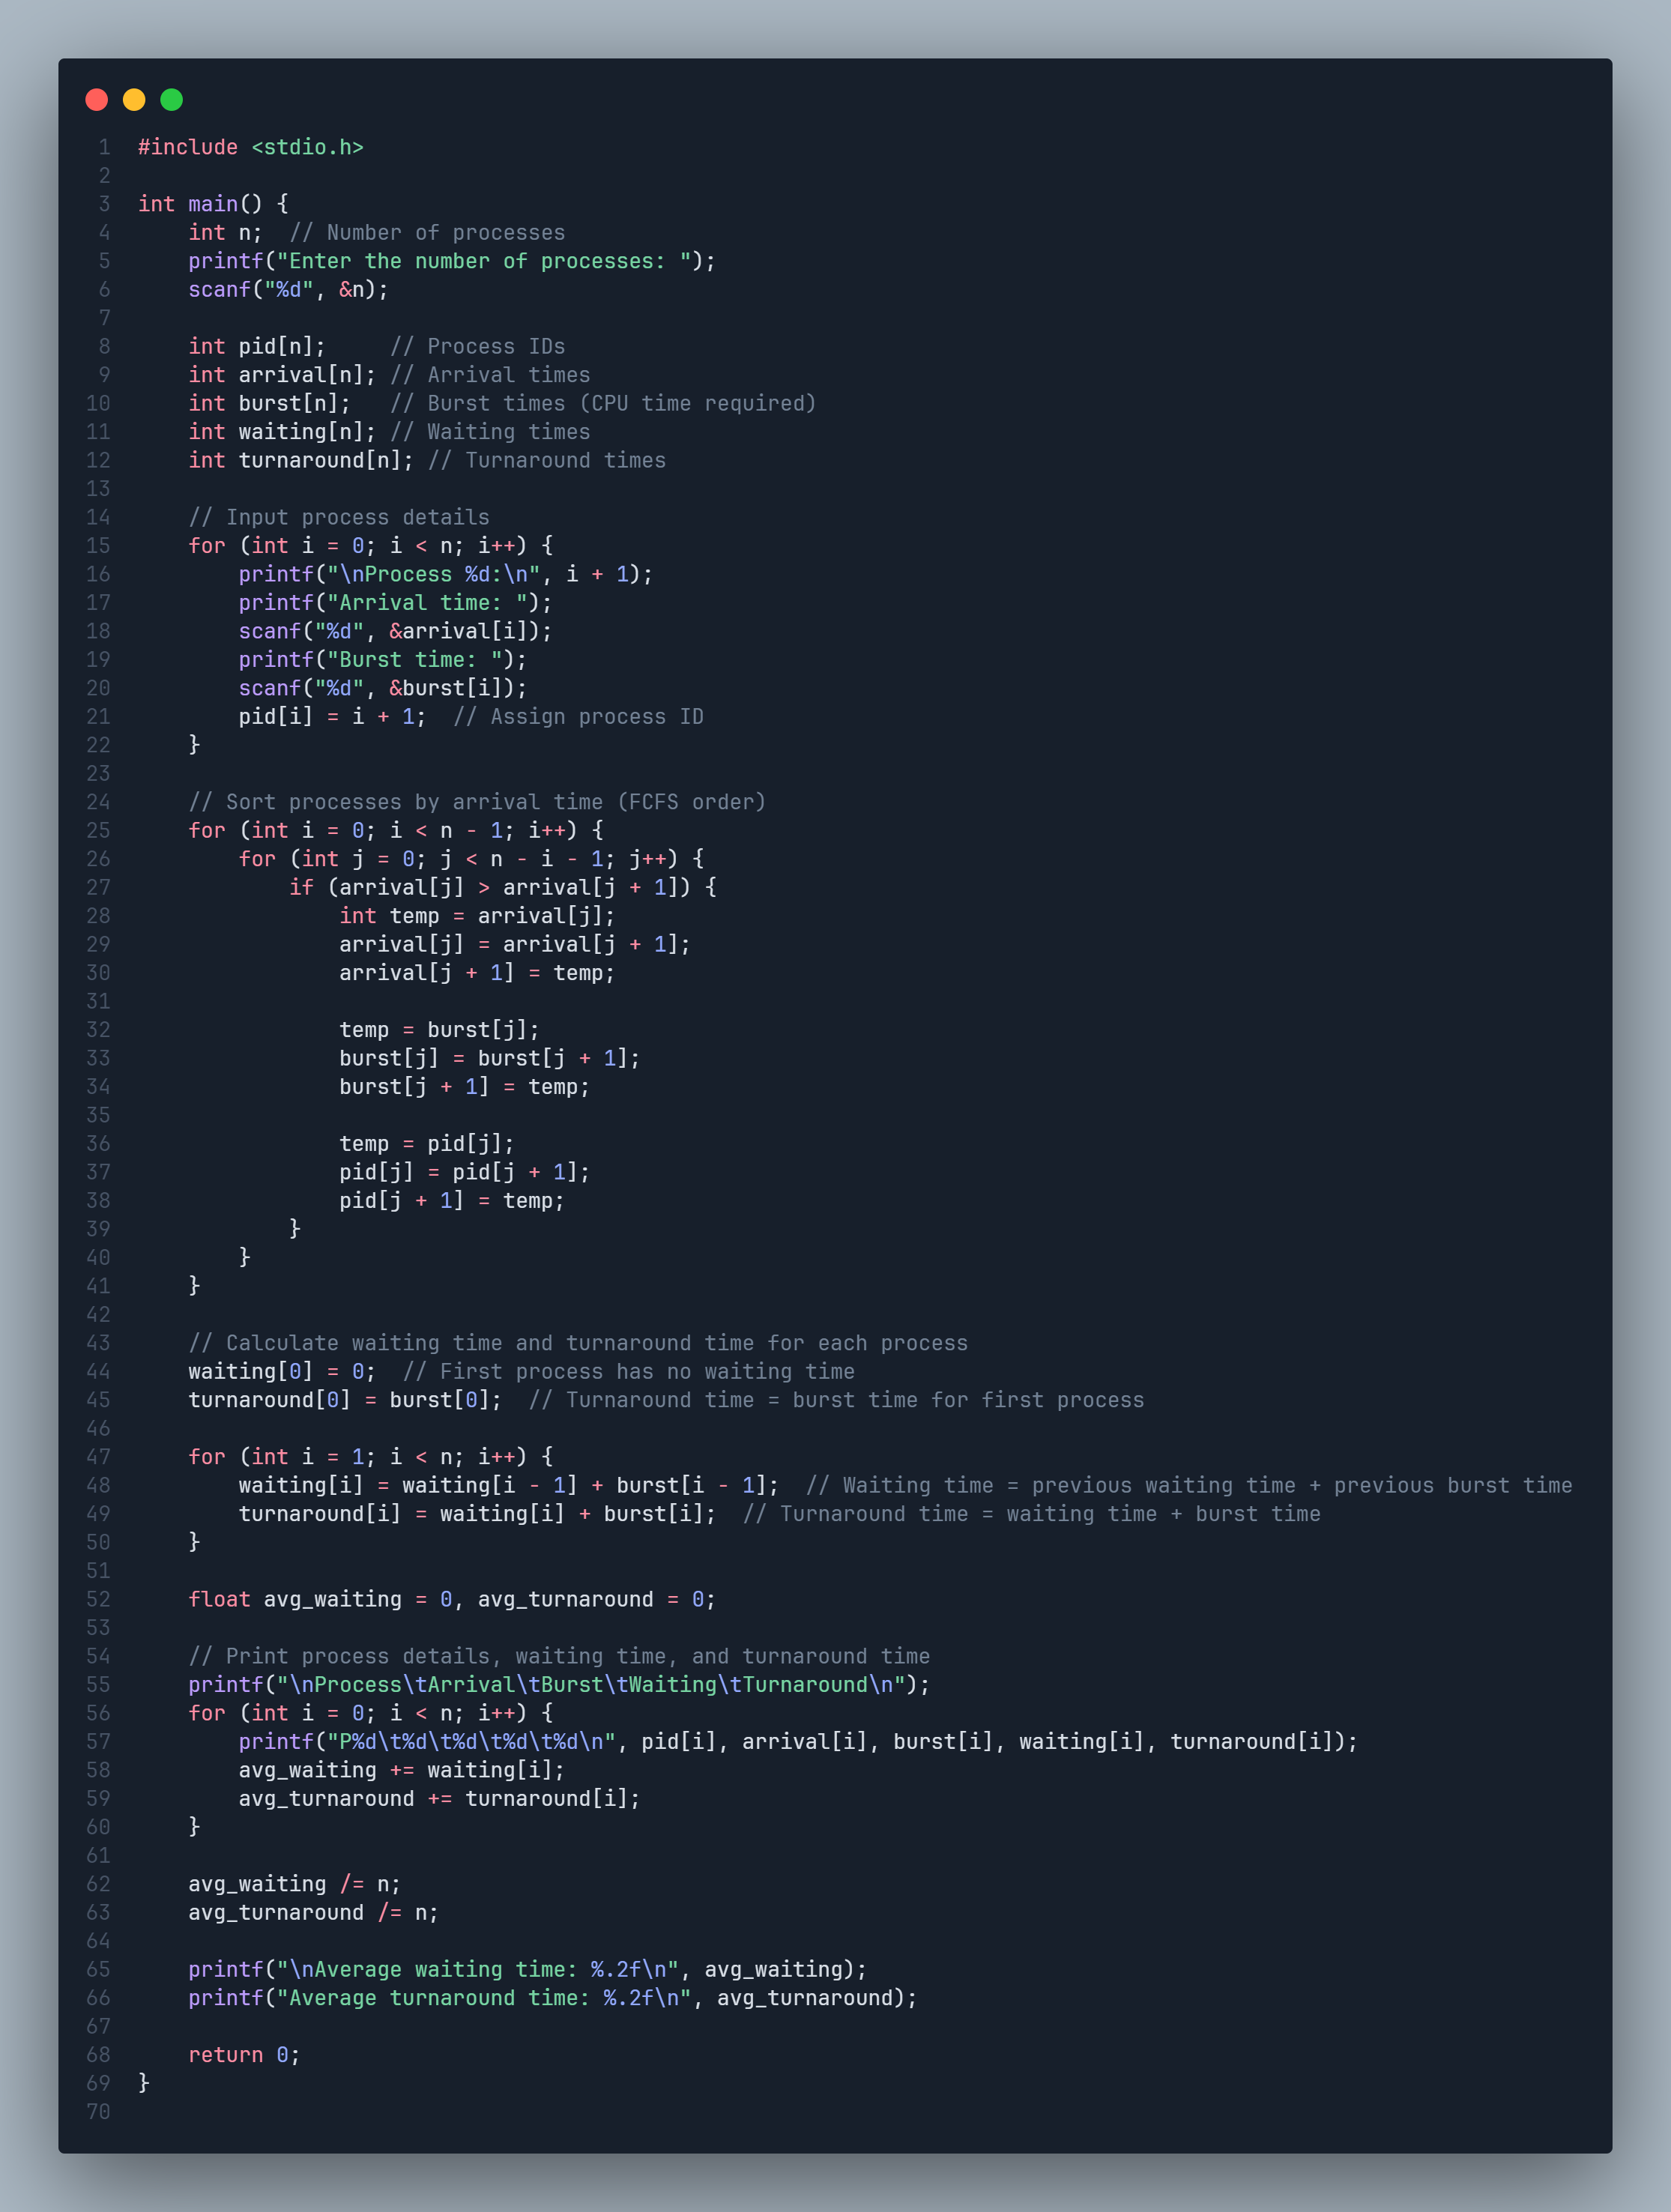 1 #include <stdio.h>
2
3 int main() {
4     int n;  // Number of processes
5     printf("Enter the number of processes: ");
6     scanf("%d", &n);
7
8     int pid[n];     // Process IDs
9     int arrival[n]; // Arrival times
10     int burst[n];   // Burst times (CPU time required)
11     int waiting[n]; // Waiting times
12     int turnaround[n]; // Turnaround times
13
14     // Input process details
15     for (int i = 0; i < n; i++) {
16         printf("\nProcess %d:\n", i + 1);
17         printf("Arrival time: ");
18         scanf("%d", &arrival[i]);
19         printf("Burst time: ");
20         scanf("%d", &burst[i]);
21         pid[i] = i + 1;  // Assign process ID
22     }
23
24     // Sort processes by arrival time (FCFS order)
25     for (int i = 0; i < n - 1; i++) {
26         for (int j = 0; j < n - i - 1; j++) {
27             if (arrival[j] > arrival[j + 1]) {
28                 int temp = arrival[j];
29                 arrival[j] = arrival[j + 1];
30                 arrival[j + 1] = temp;
31
32                 temp = burst[j];
33                 burst[j] = burst[j + 1];
34                 burst[j + 1] = temp;
35
36                 temp = pid[j];
37                 pid[j] = pid[j + 1];
38                 pid[j + 1] = temp;
39             }
40         }
41     }
42
43     // Calculate waiting time and turnaround time for each process
44     waiting[0] = 0;  // First process has no waiting time
45     turnaround[0] = burst[0];  // Turnaround time = burst time for first process
46
47     for (int i = 1; i < n; i++) {
48         waiting[i] = waiting[i - 1] + burst[i - 1];  // Waiting time = previous waiting time + previous burst time
49         turnaround[i] = waiting[i] + burst[i];  // Turnaround time = waiting time + burst time
50     }
51
52     float avg_waiting = 0, avg_turnaround = 0;
53
54     // Print process details, waiting time, and turnaround time
55     printf("\nProcess\tArrival\tBurst\tWaiting\tTurnaround\n");
56     for (int i = 0; i < n; i++) {
57         printf("P%d\t%d\t%d\t%d\t%d\n", pid[i], arrival[i], burst[i], waiting[i], turnaround[i]);
58         avg_waiting += waiting[i];
59         avg_turnaround += turnaround[i];
60     }
61
62     avg_waiting /= n;
63     avg_turnaround /= n;
64
65     printf("\nAverage waiting time: %.2f\n", avg_waiting);
66     printf("Average turnaround time: %.2f\n", avg_turnaround);
67
68     return 0;
69 }
70